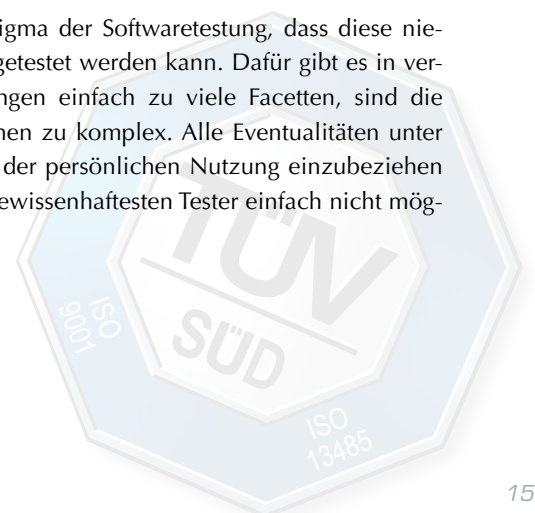 igma der Softwaretestung, dass diese nie-
getestet werden kann. Dafür gibt es in ver-
ngen einfach zu viele Facetten, sind die
nen zu komplex. Alle Eventualitäten unter
der persönlichen Nutzung einzubeziehen
ewissenhaftesten Tester einfach nicht mög-
TÜV
SÜD
ISO
9001
ISO
13485
15